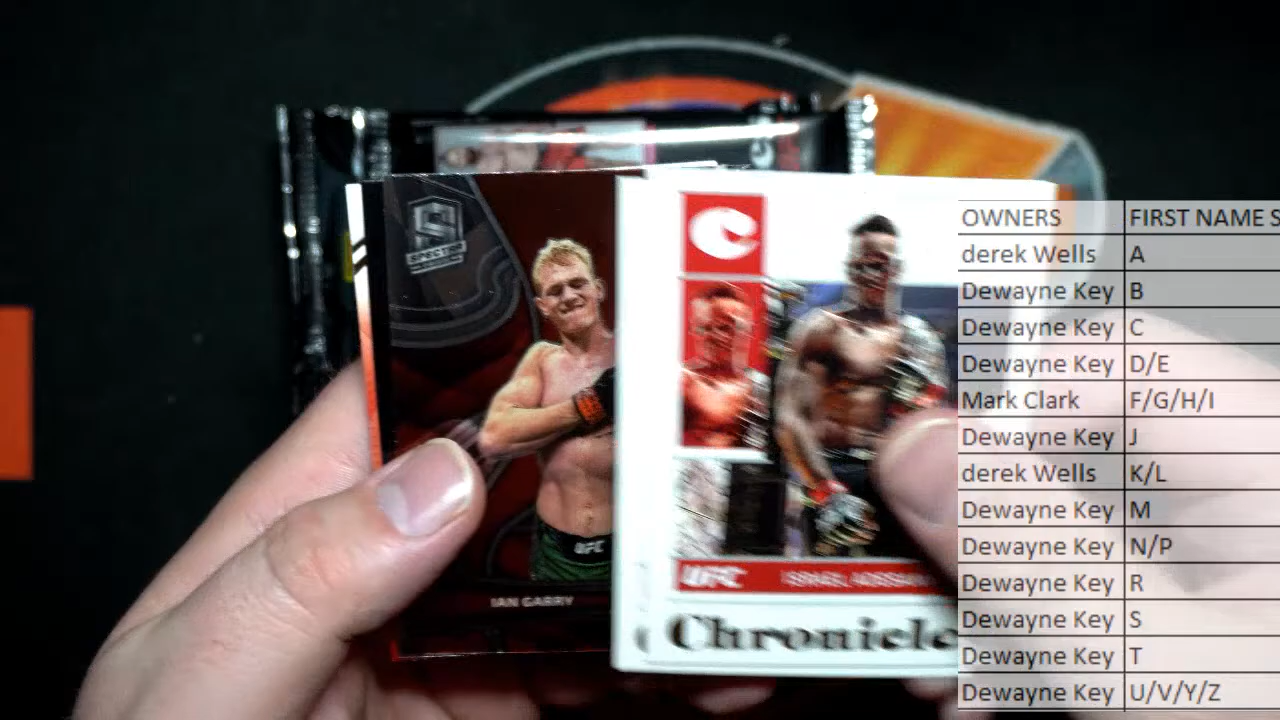 SPECTRA
IAN GARRY
UFC
UFC
Chronicle
OWNERS FIRST NAME S
derek Wells A
Dewayne Key B
Dewayne Key C
Dewayne Key D/E
Mark Clark F/G/H/I
Dewayne Key J
derek Wells K/L
Dewayne Key M
Dewayne Key N/P
Dewayne Key R
Dewayne Key S
Dewayne Key T
Dewayne Key U/V/Y/Z